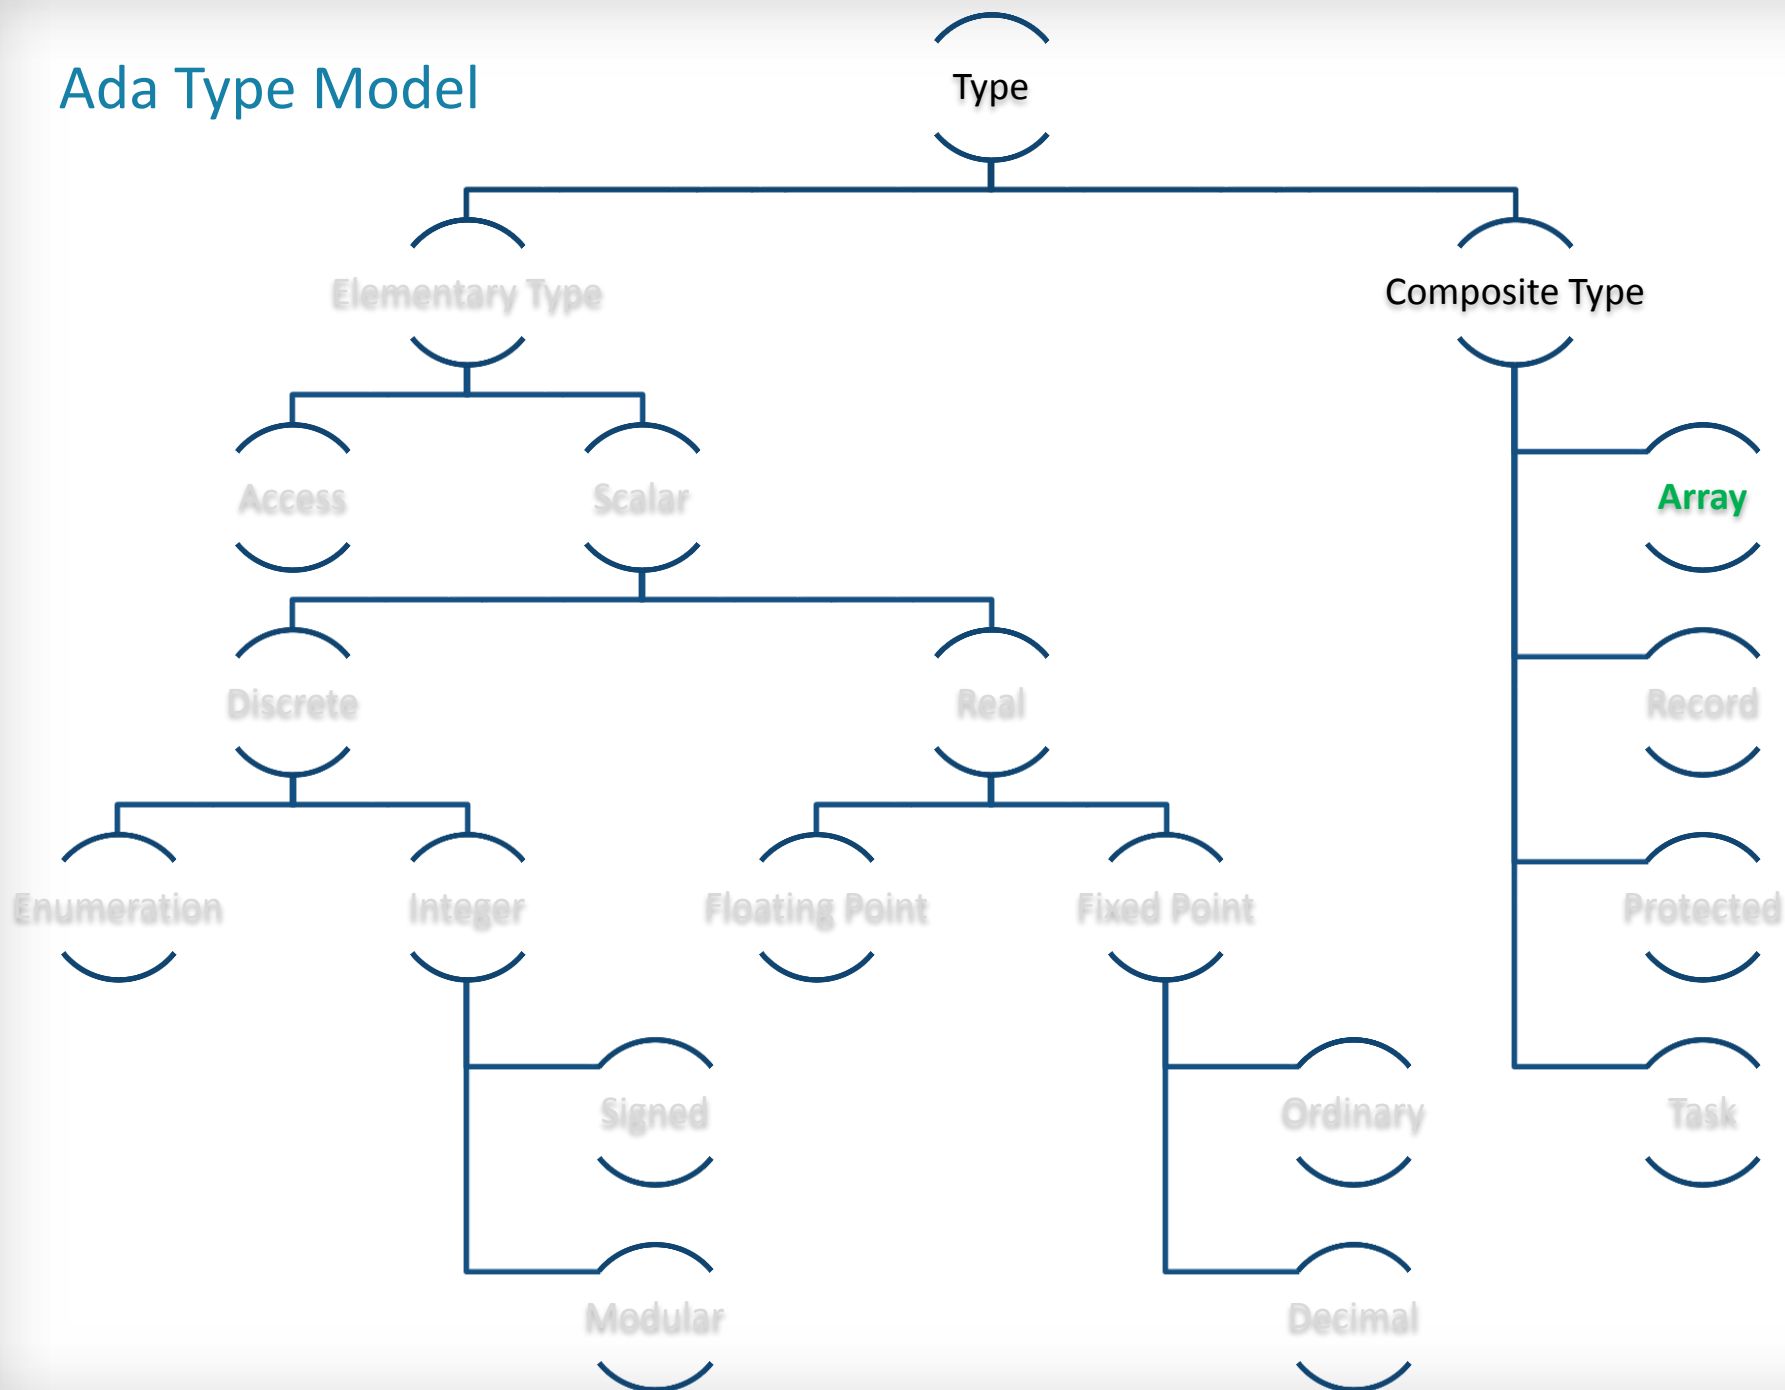 Ada Type Model
Type
Elementary Type
Composite Type
Access
Scalar
Array
Discrete
Real
Record
Enumeration
Integer
Floating Point
Fixed Point
Protected
Signed
Ordinary
Task
Modular
Decimal